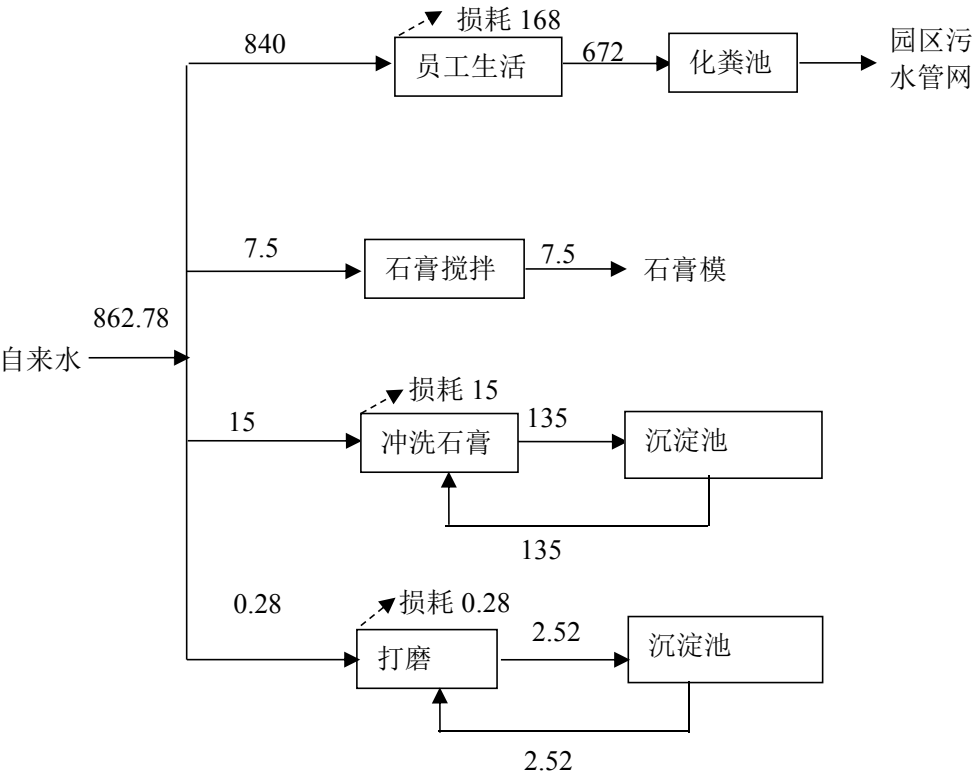 损耗 168
840
员工生活
672
化粪池
园区污
水管网
7.5
石膏搅拌
7.5
石膏模
862.78
自来水
损耗 15
15
冲洗石膏
135
沉淀池
135
0.28
损耗 0.28
打磨
2.52
沉淀池
2.52